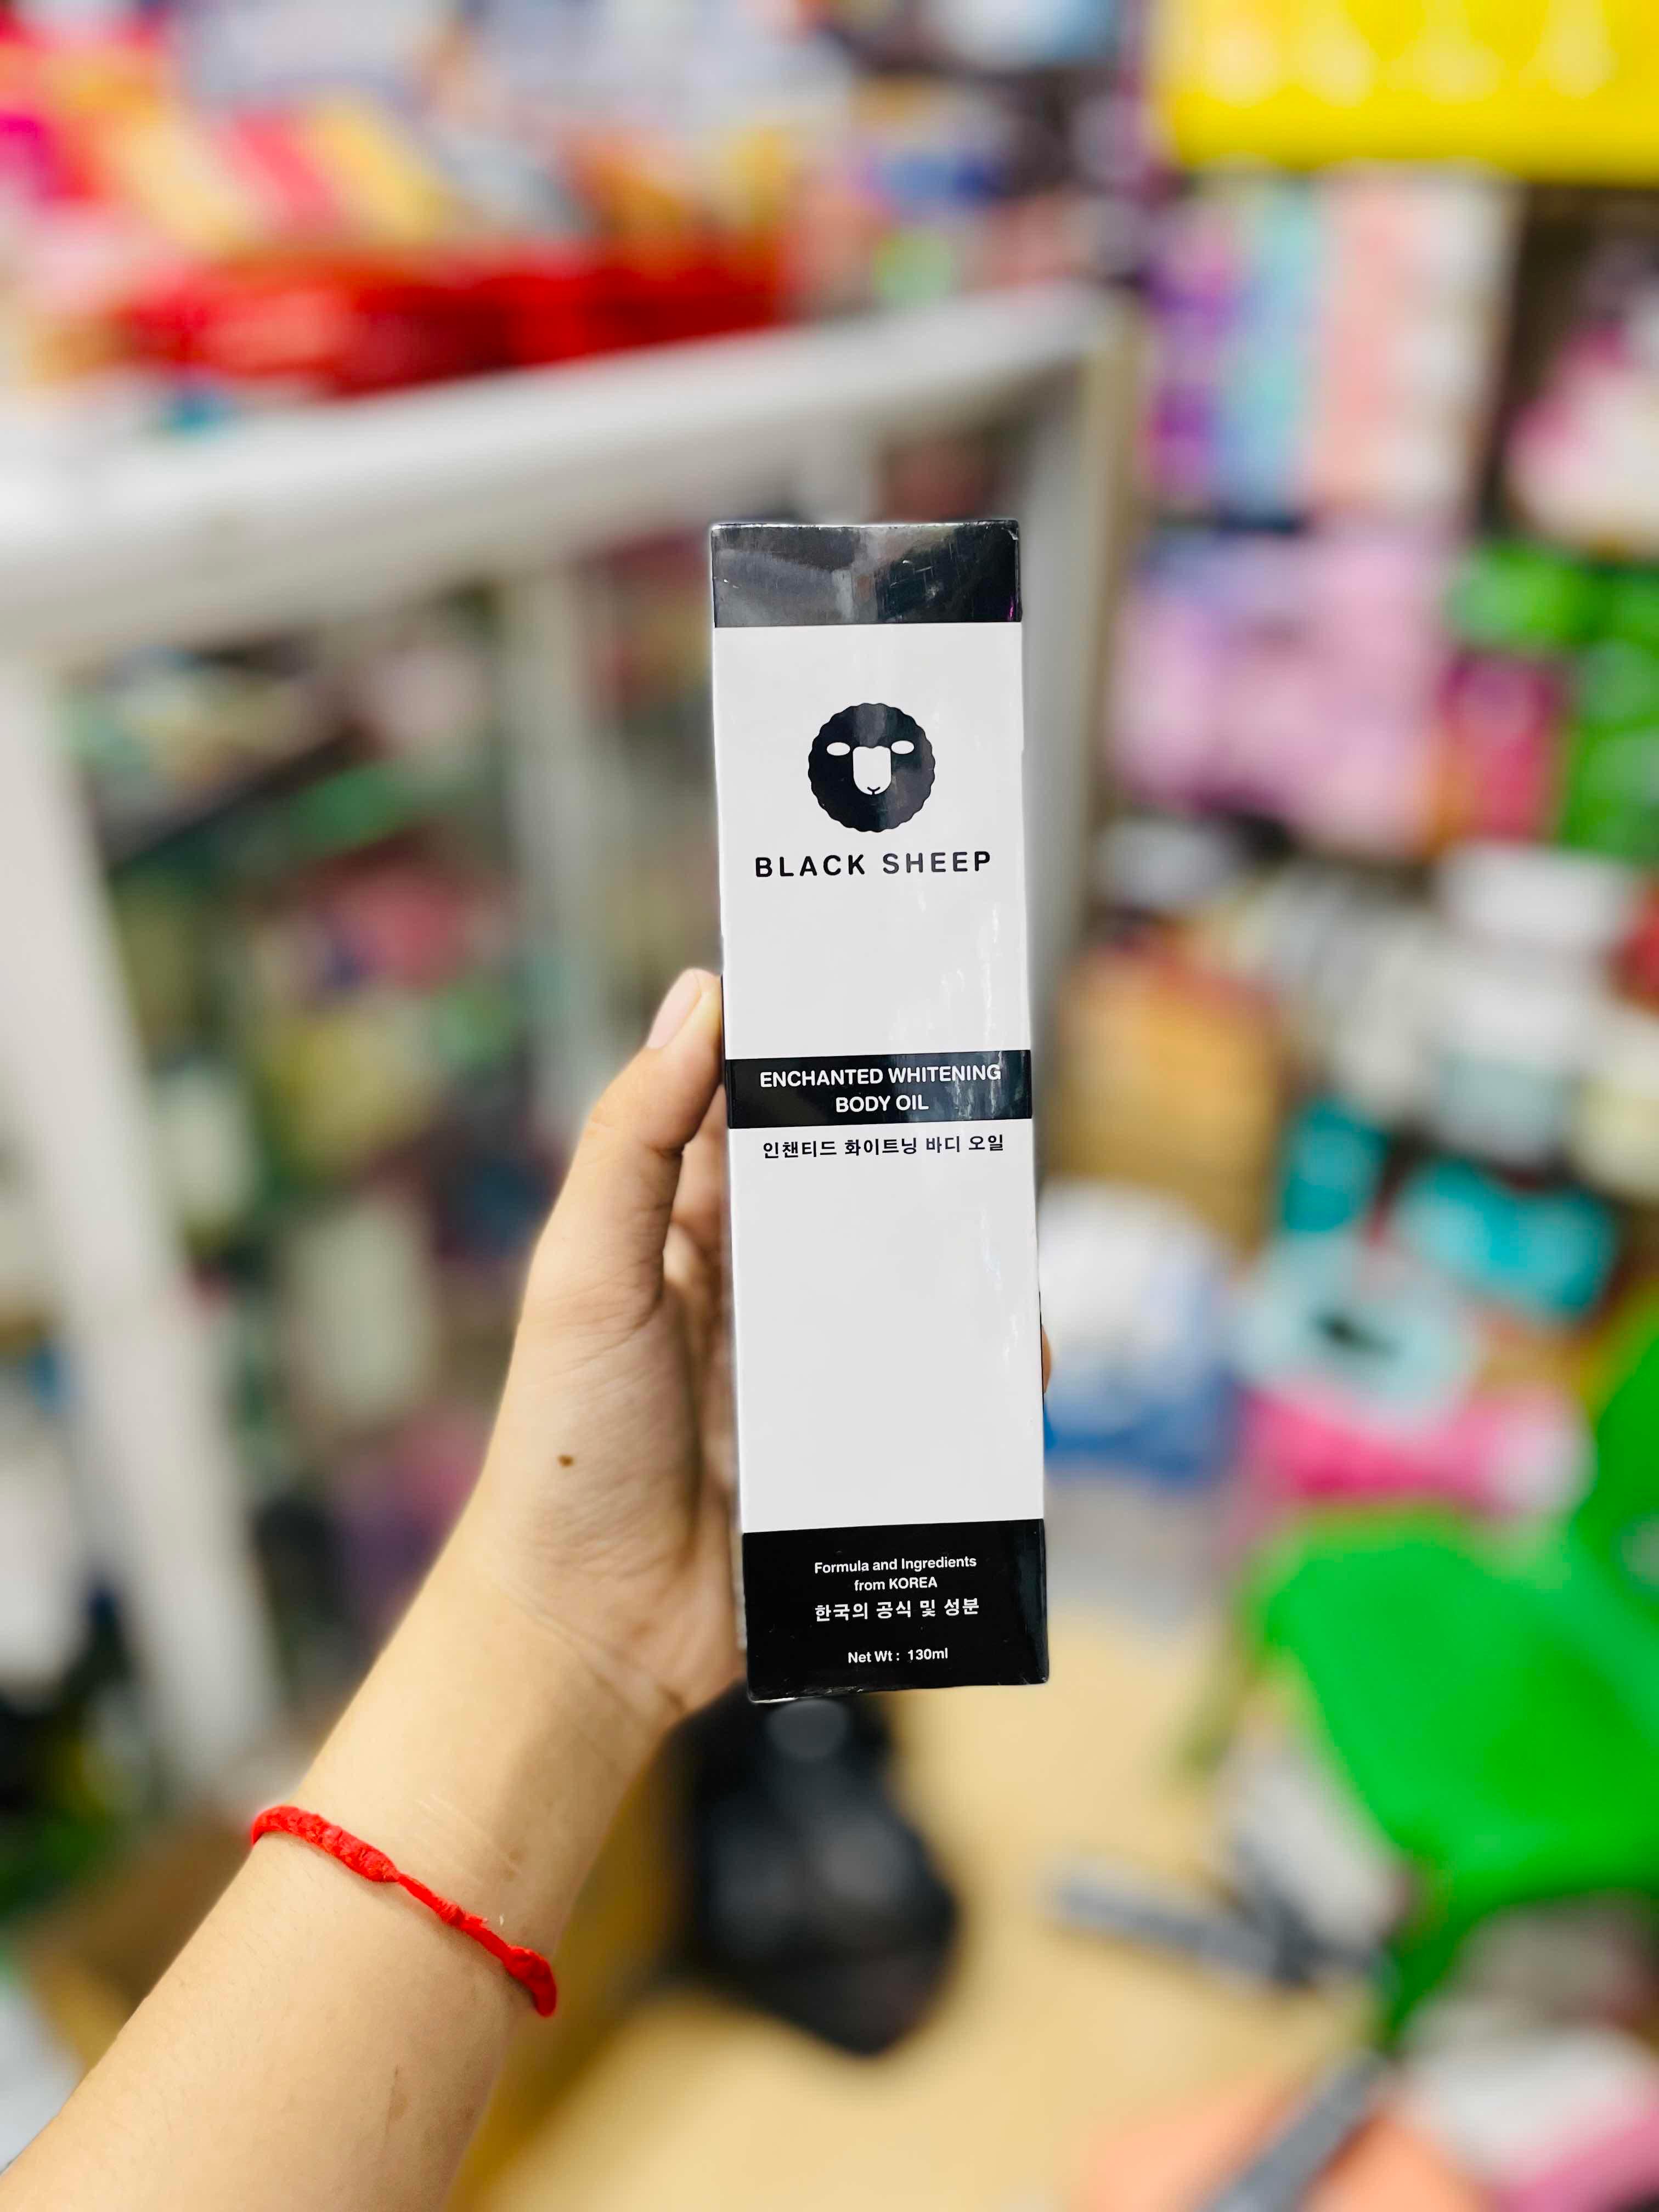 BLACK SHEEP
ENCHANTED WHITENING
BODY OIL
인챈티드 화이트닝 바디 오일
Formula and Ingredients
from KOREA
한국의 공식 및 성분
Net Wt : 130ml